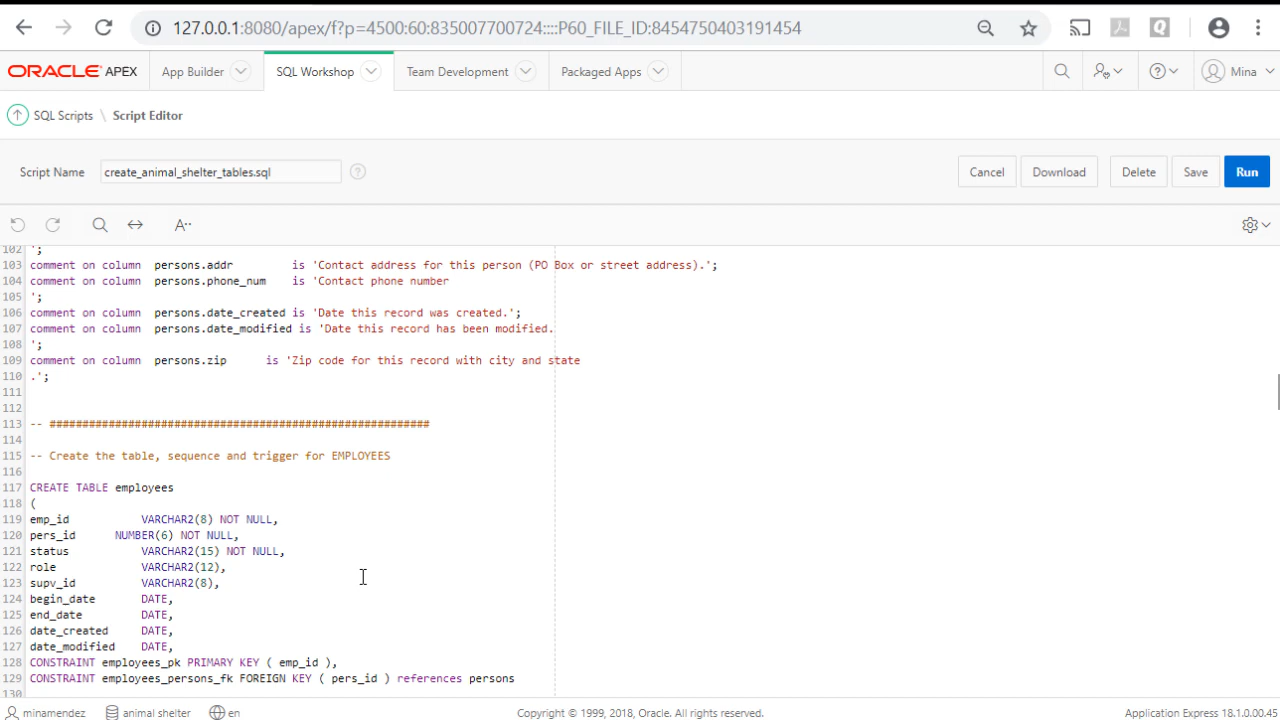 127.0.0.1:8080/apex/f?p=4500:60:835007700724::::P60_FILE_ID:8454750403191454
ORACLE® APEX App Builder SQL Workshop Team Development Packaged Apps Mina
SQL Scripts \ Script Editor
Script Name create_animal_shelter_tables.sql Cancel Download Delete Save Run
A··
102 ';
103 comment on column persons.addr is 'Contact address for this person (PO Box or street address).';
104 comment on column persons.phone_num is 'Contact phone number
105 ';
106 comment on column persons.date_created is 'Date this record was created.';
107 comment on column persons.date_modified is 'Date this record has been modified.
108 ';
109 comment on column persons.zip is 'Zip code for this record with city and state
110 .';
111
112
113 -- ##########################################################
114
115 -- Create the table, sequence and trigger for EMPLOYEES
116
117 CREATE TABLE employees
118 (
119 emp_id VARCHAR2(8) NOT NULL,
120 pers_id NUMBER(6) NOT NULL,
121 status VARCHAR2(15) NOT NULL,
122 role VARCHAR2(12),
123 supv_id VARCHAR2(8),
124 begin_date DATE,
125 end_date DATE,
126 date_created DATE,
127 date_modified DATE,
128 CONSTRAINT employees_pk PRIMARY KEY ( emp_id ),
129 CONSTRAINT employees_persons_fk FOREIGN KEY ( pers_id ) references persons
130
minamendez animal shelter en Copyright © 1999, 2018, Oracle. All rights reserved. Application Express 18.1.0.00.45